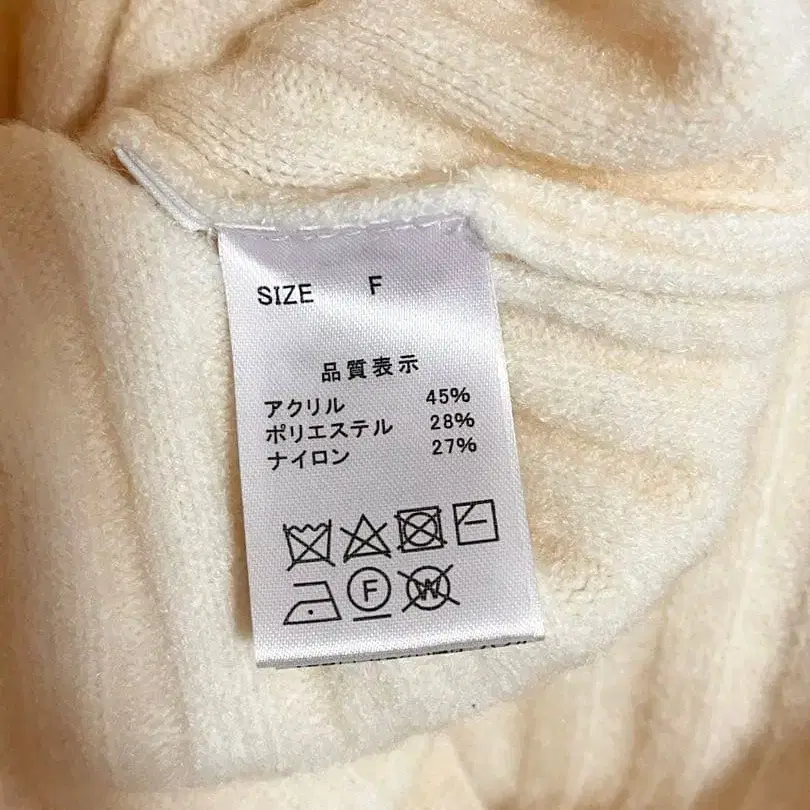 SIZE F
品質表示
アクリル 45%
ポリエステル 28%
ナイロン 27%
F W